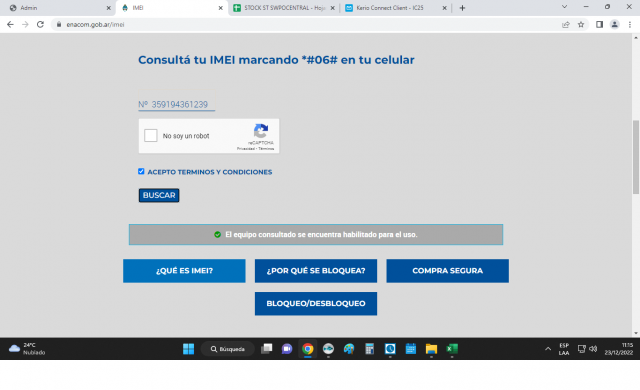 Admin
IMEI
STOCK ST SWPDCENTRAL - Hoja
Kerio Connect Client - IC25
enacom.gob.ar/imei
Consultá tu IMEI marcando *#06# en tu celular
Nº 359194361239
No soy un robot
reCAPTCHA
Privacidad - Términos
ACEPTO TERMINOS Y CONDICIONES
BUSCAR
El equipo consultado se encuentra habilitado para el uso.
¿QUÉ ES IMEI?
¿POR QUÉ SE BLOQUEA?
COMPRA SEGURA
BLOQUEO/DESBLOQUEO
24°C
Nublado
Búsqueda
ESP
LAA
11:15
23/12/2022